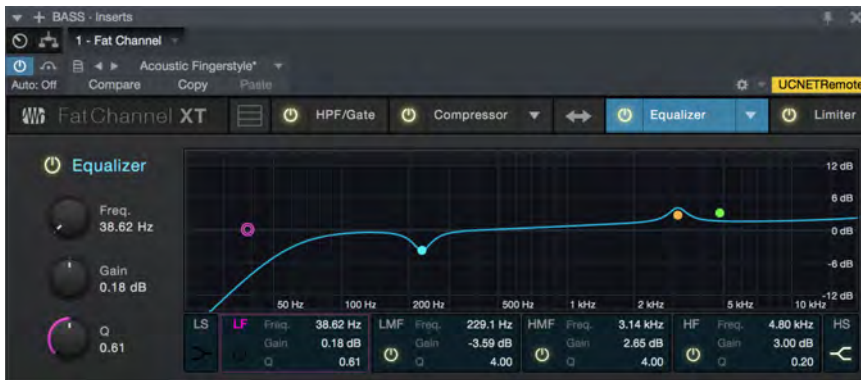 BASS - Inserts
1 - Fat Channel
Acoustic Fingerstyle*
Auto: Off Compare Copy Paste UCNETRemote
FatChannel XT HPF/Gate Compressor Equalizer Limiter
Equalizer
12 dB
6 dB
0 dB
-6 dB
-12 dB
Freq.
38.62 Hz
Gain
0.18 dB
Q
0.61
50 Hz 100 Hz 200 Hz 500 Hz 1 kHz 2 kHz 5 kHz 10 kHz
LS LF Freq. 38.62 Hz LMF Freq. 229.1 Hz HMF Freq. 3.14 kHz HF Freq. 4.80 kHz HS
Gain 0.18 dB Gain -3.59 dB Gain 2.65 dB Gain 3.00 dB
Q 0.61 Q 4.00 Q 4.00 Q 0.20